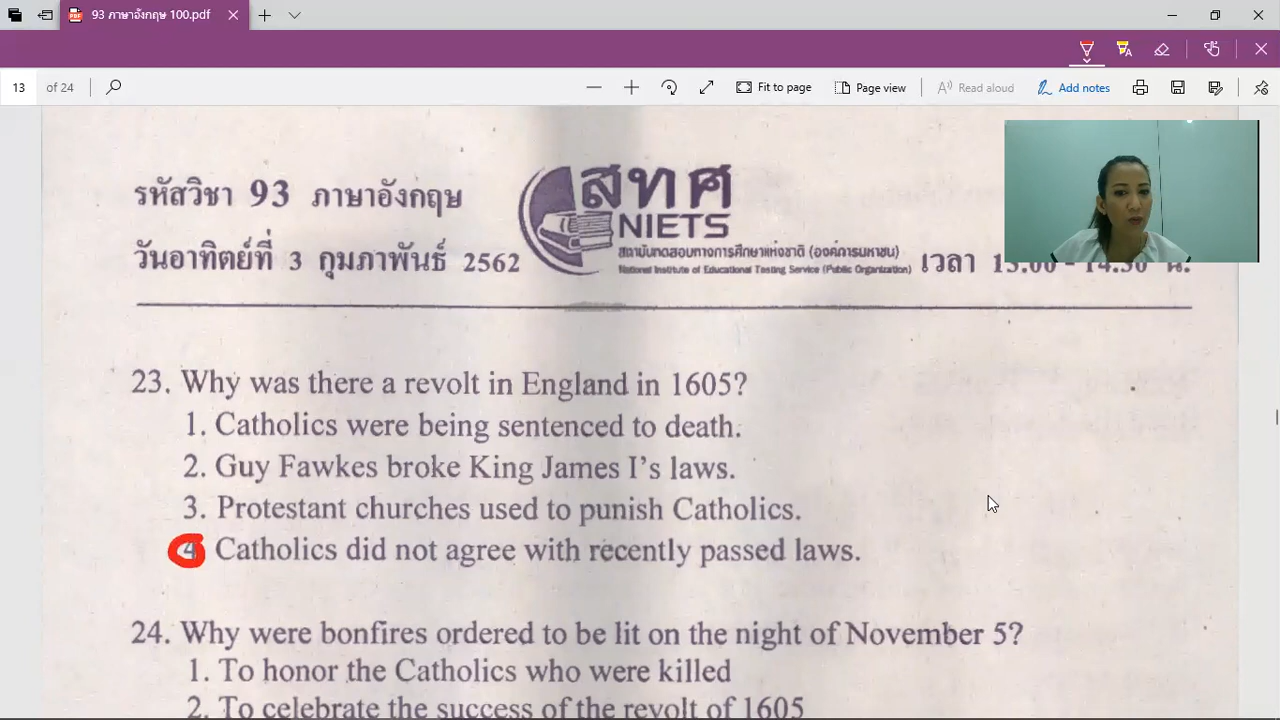 93 ภาษาอังกฤษ 100.pdf
13 of 24
Fit to page
Page view
Read aloud
Add notes
รหัสวิชา 93 ภาษาอังกฤษ
วันอาทิตย์ที่ 3 กุมภาพันธ์ 2562
สทศ
NIETS
สถาบันทดสอบทางการศึกษาแห่งชาติ (องค์การมหาชน)
National Institute of Educational Testing Service (Public Organization)
เวลา 13.00 - 14.30 น.
23. Why was there a revolt in England in 1605?
1. Catholics were being sentenced to death.
2. Guy Fawkes broke King James I's laws.
3. Protestant churches used to punish Catholics.
4. Catholics did not agree with recently passed laws.
24. Why were bonfires ordered to be lit on the night of November 5?
1. To honor the Catholics who were killed
2. To celebrate the success of the revolt of 1605